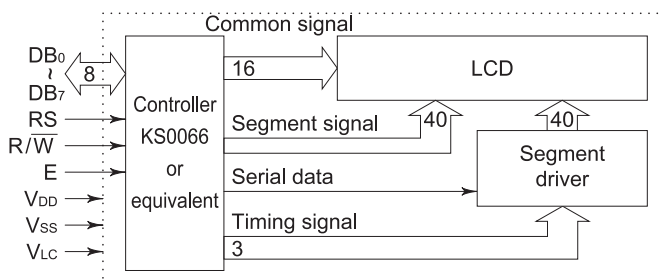 Common signal
DB0
~
DB7
8
16
LCD
Controller
KS0066
or
equivalent
RS
R/W̅
E
VDD
VSS
VLC
Segment signal
40
40
Serial data
Segment
driver
Timing signal
3